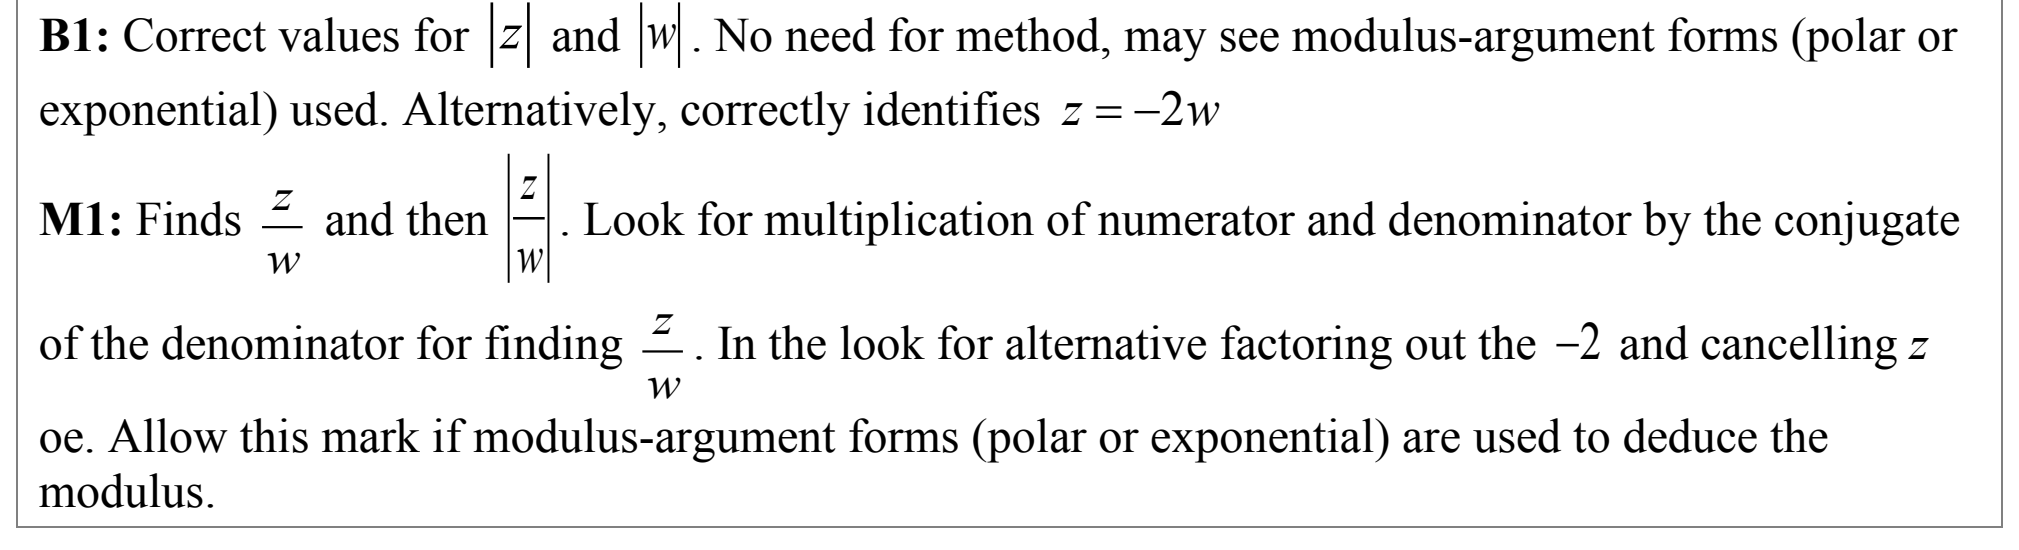 B1: Correct values for |z| and |w|. No need for method, may see modulus-argument forms (polar or
exponential) used. Alternatively, correctly identifies z = −2w
M1: Finds z/w and then |z/w|. Look for multiplication of numerator and denominator by the conjugate
of the denominator for finding z/w. In the look for alternative factoring out the −2 and cancelling z
oe. Allow this mark if modulus-argument forms (polar or exponential) are used to deduce the
modulus.